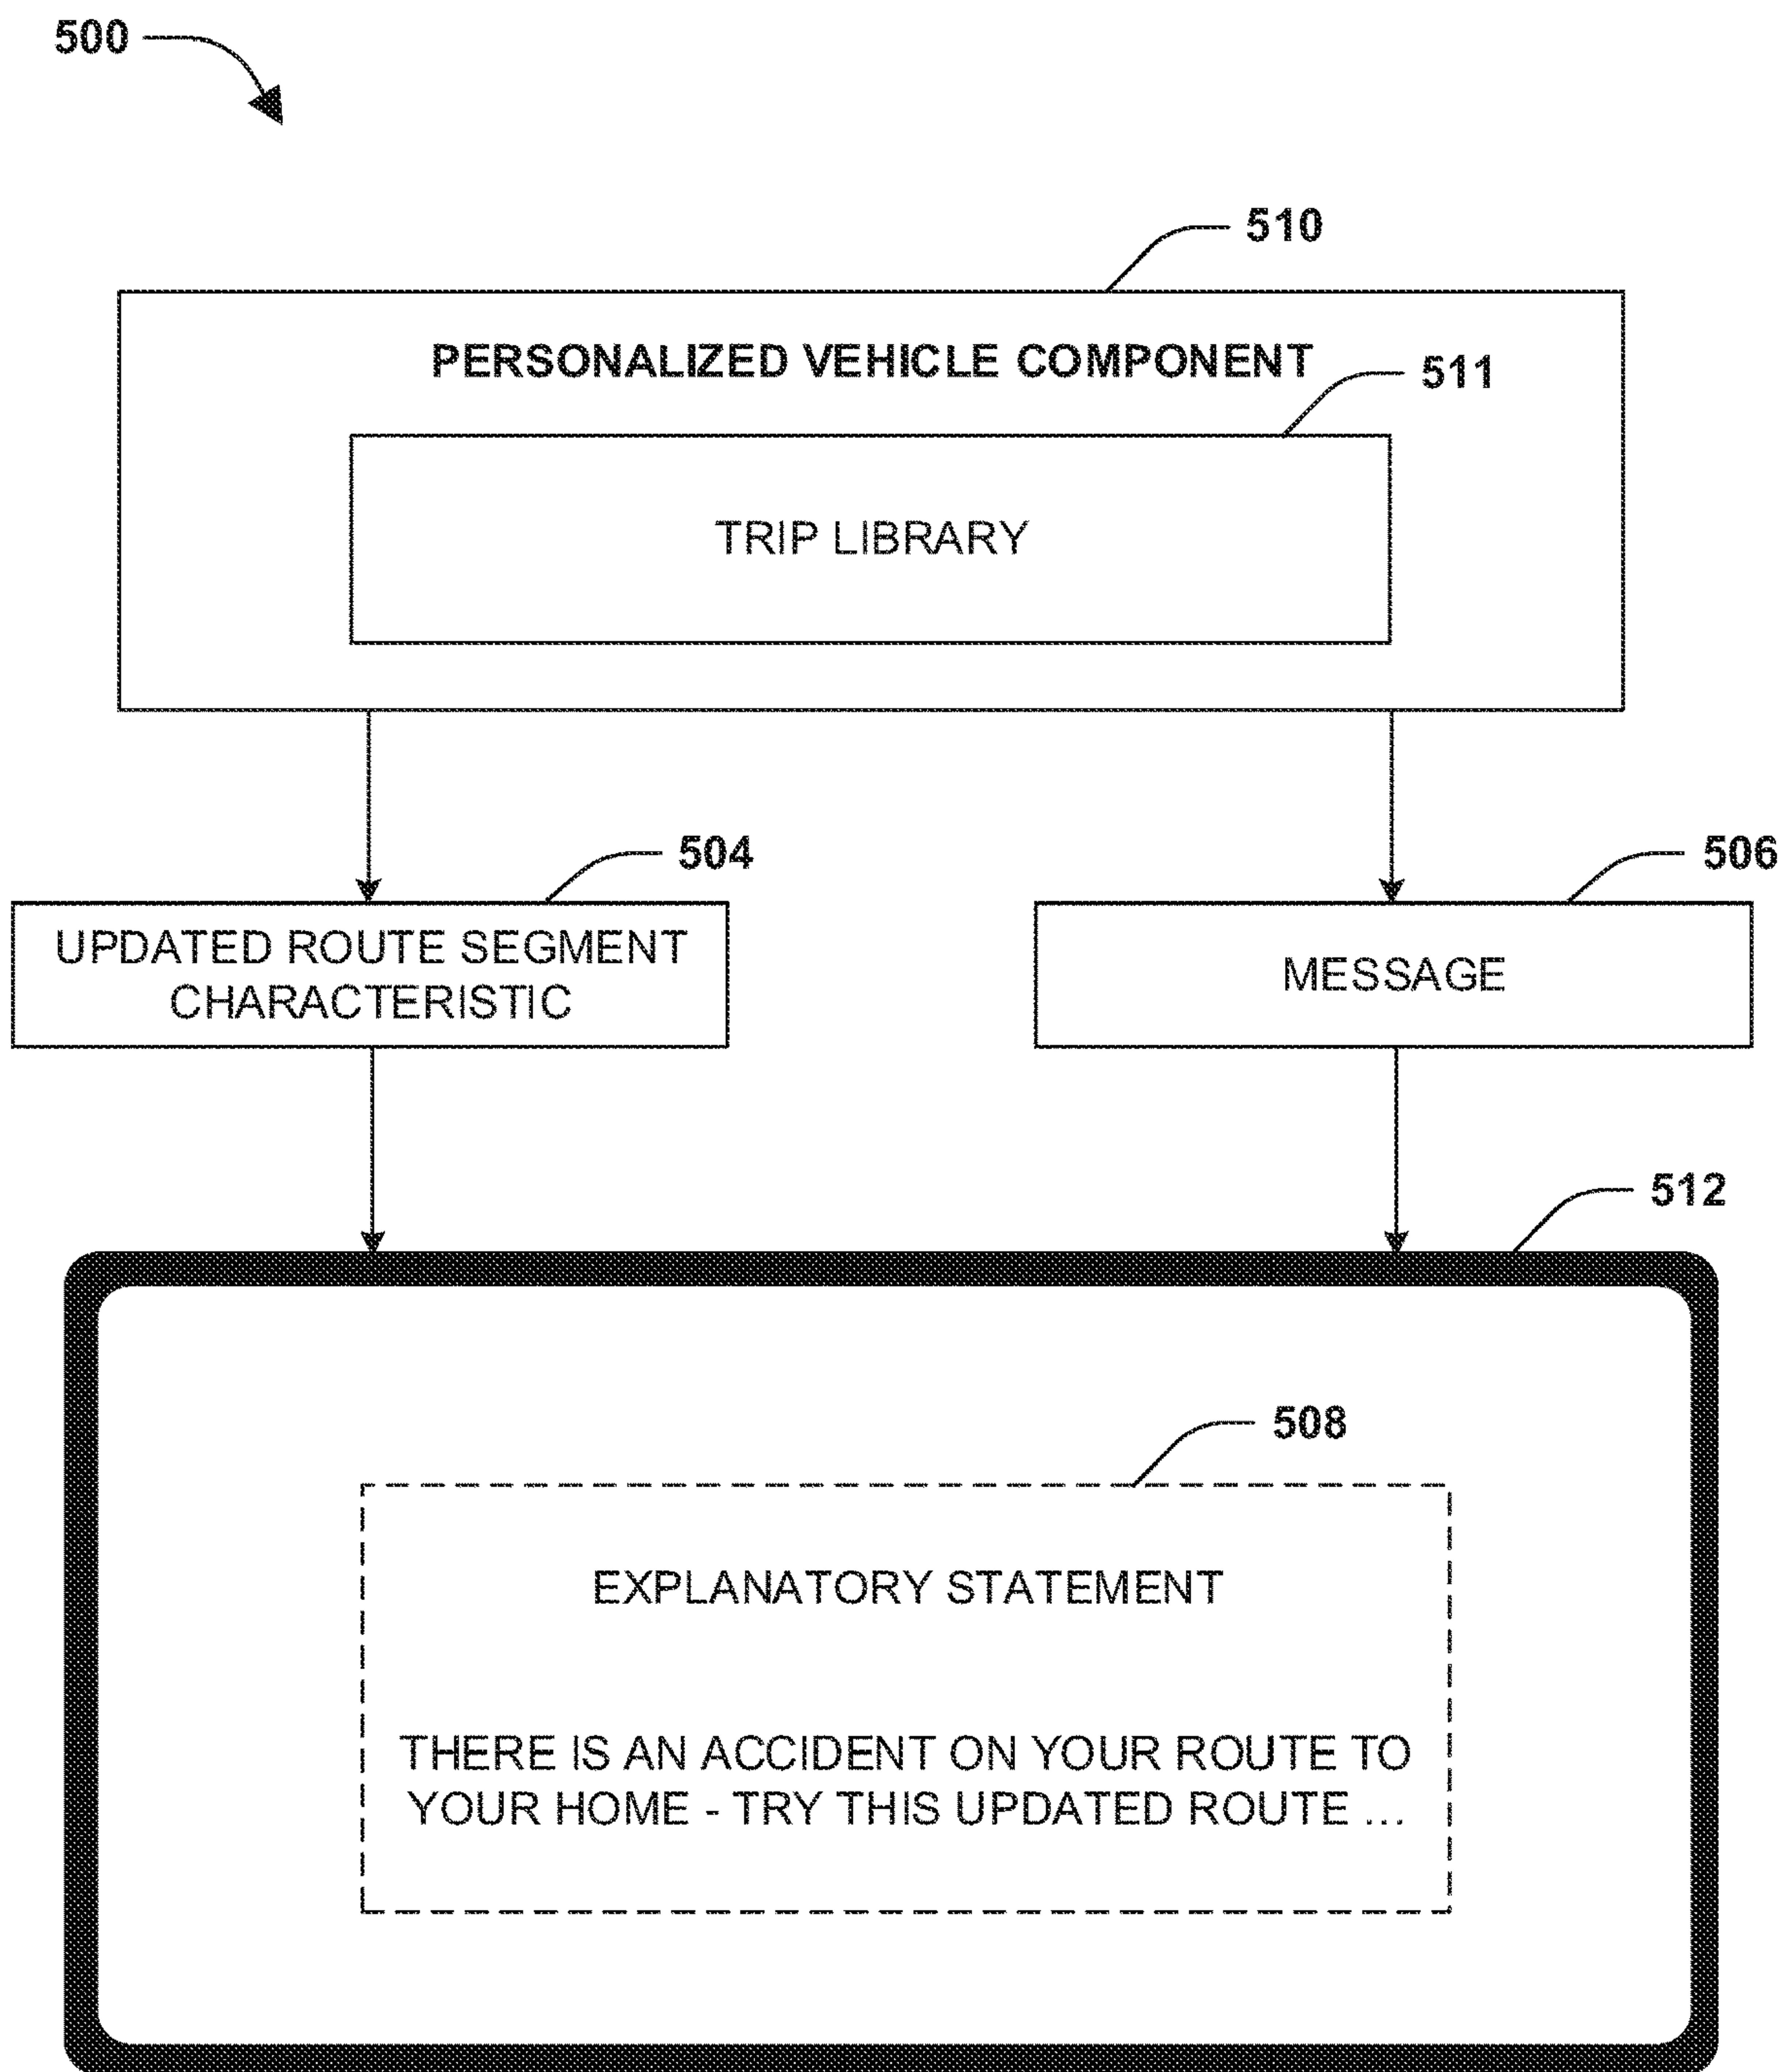 500
510
PERSONALIZED VEHICLE COMPONENT
511
TRIP LIBRARY
504
506
UPDATED ROUTE SEGMENT
CHARACTERISTIC
MESSAGE
512
508
EXPLANATORY STATEMENT
THERE IS AN ACCIDENT ON YOUR ROUTE TO
YOUR HOME - TRY THIS UPDATED ROUTE ...